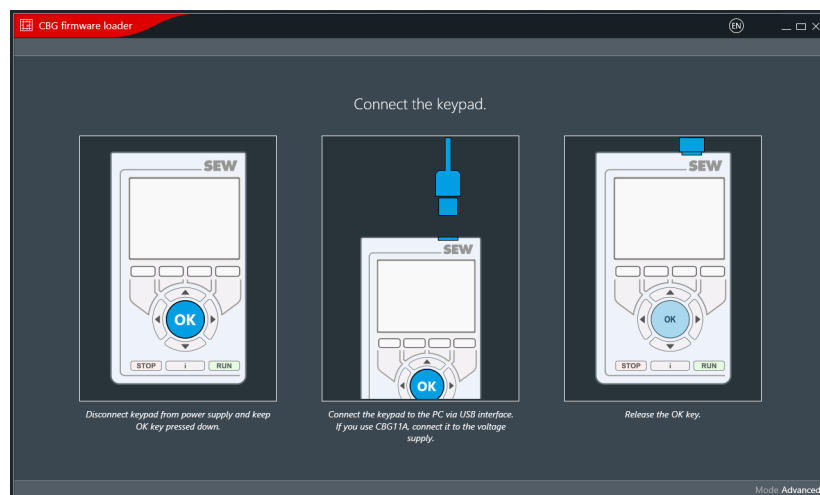 CBG firmware loader
EN
Connect the keypad.
SEW
OK
STOP i RUN
Disconnect keypad from power supply and keep
OK key pressed down.
SEW
OK
Connect the keypad to the PC via USB interface.
If you use CBG11A, connect it to the voltage
supply.
SEW
OK
STOP i RUN
Release the OK key.
Mode Advanced